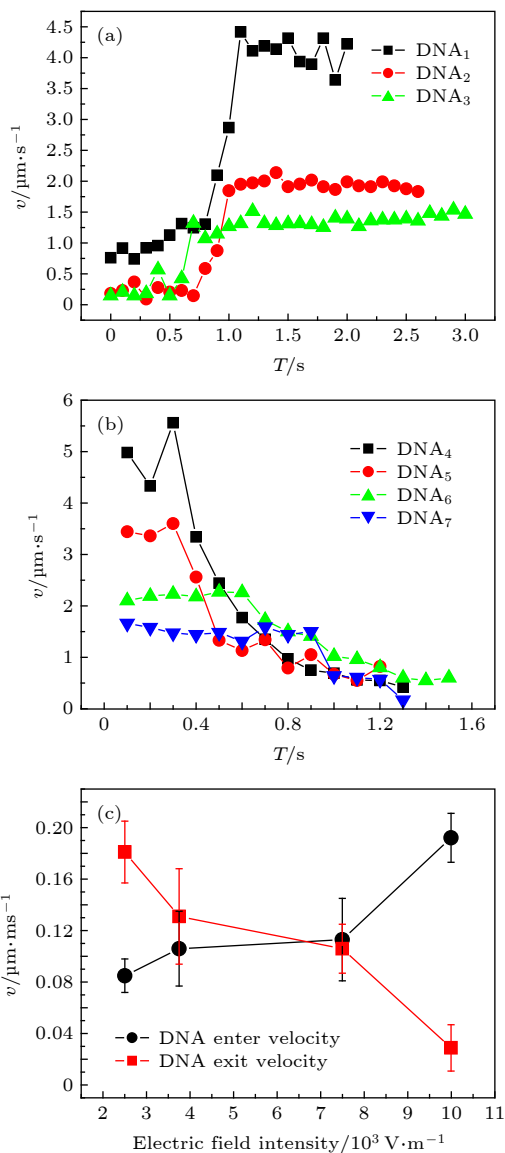 (a)
4.5
4.0
3.5
3.0
2.5
2.0
1.5
1.0
0.5
0
v/µm·s⁻¹
DNA₁
DNA₂
DNA₃
0 0.5 1.0 1.5 2.0 2.5 3.0
T/s
(b)
6
5
4
3
2
1
0
v/µm·s⁻¹
DNA₄
DNA₅
DNA₆
DNA₇
0 0.4 0.8 1.2 1.6
T/s
(c)
0.20
0.16
0.12
0.08
0.04
0
v/µm·ms⁻¹
DNA enter velocity
DNA exit velocity
2 3 4 5 6 7 8 9 10 11
Electric field intensity/10³ V·m⁻¹